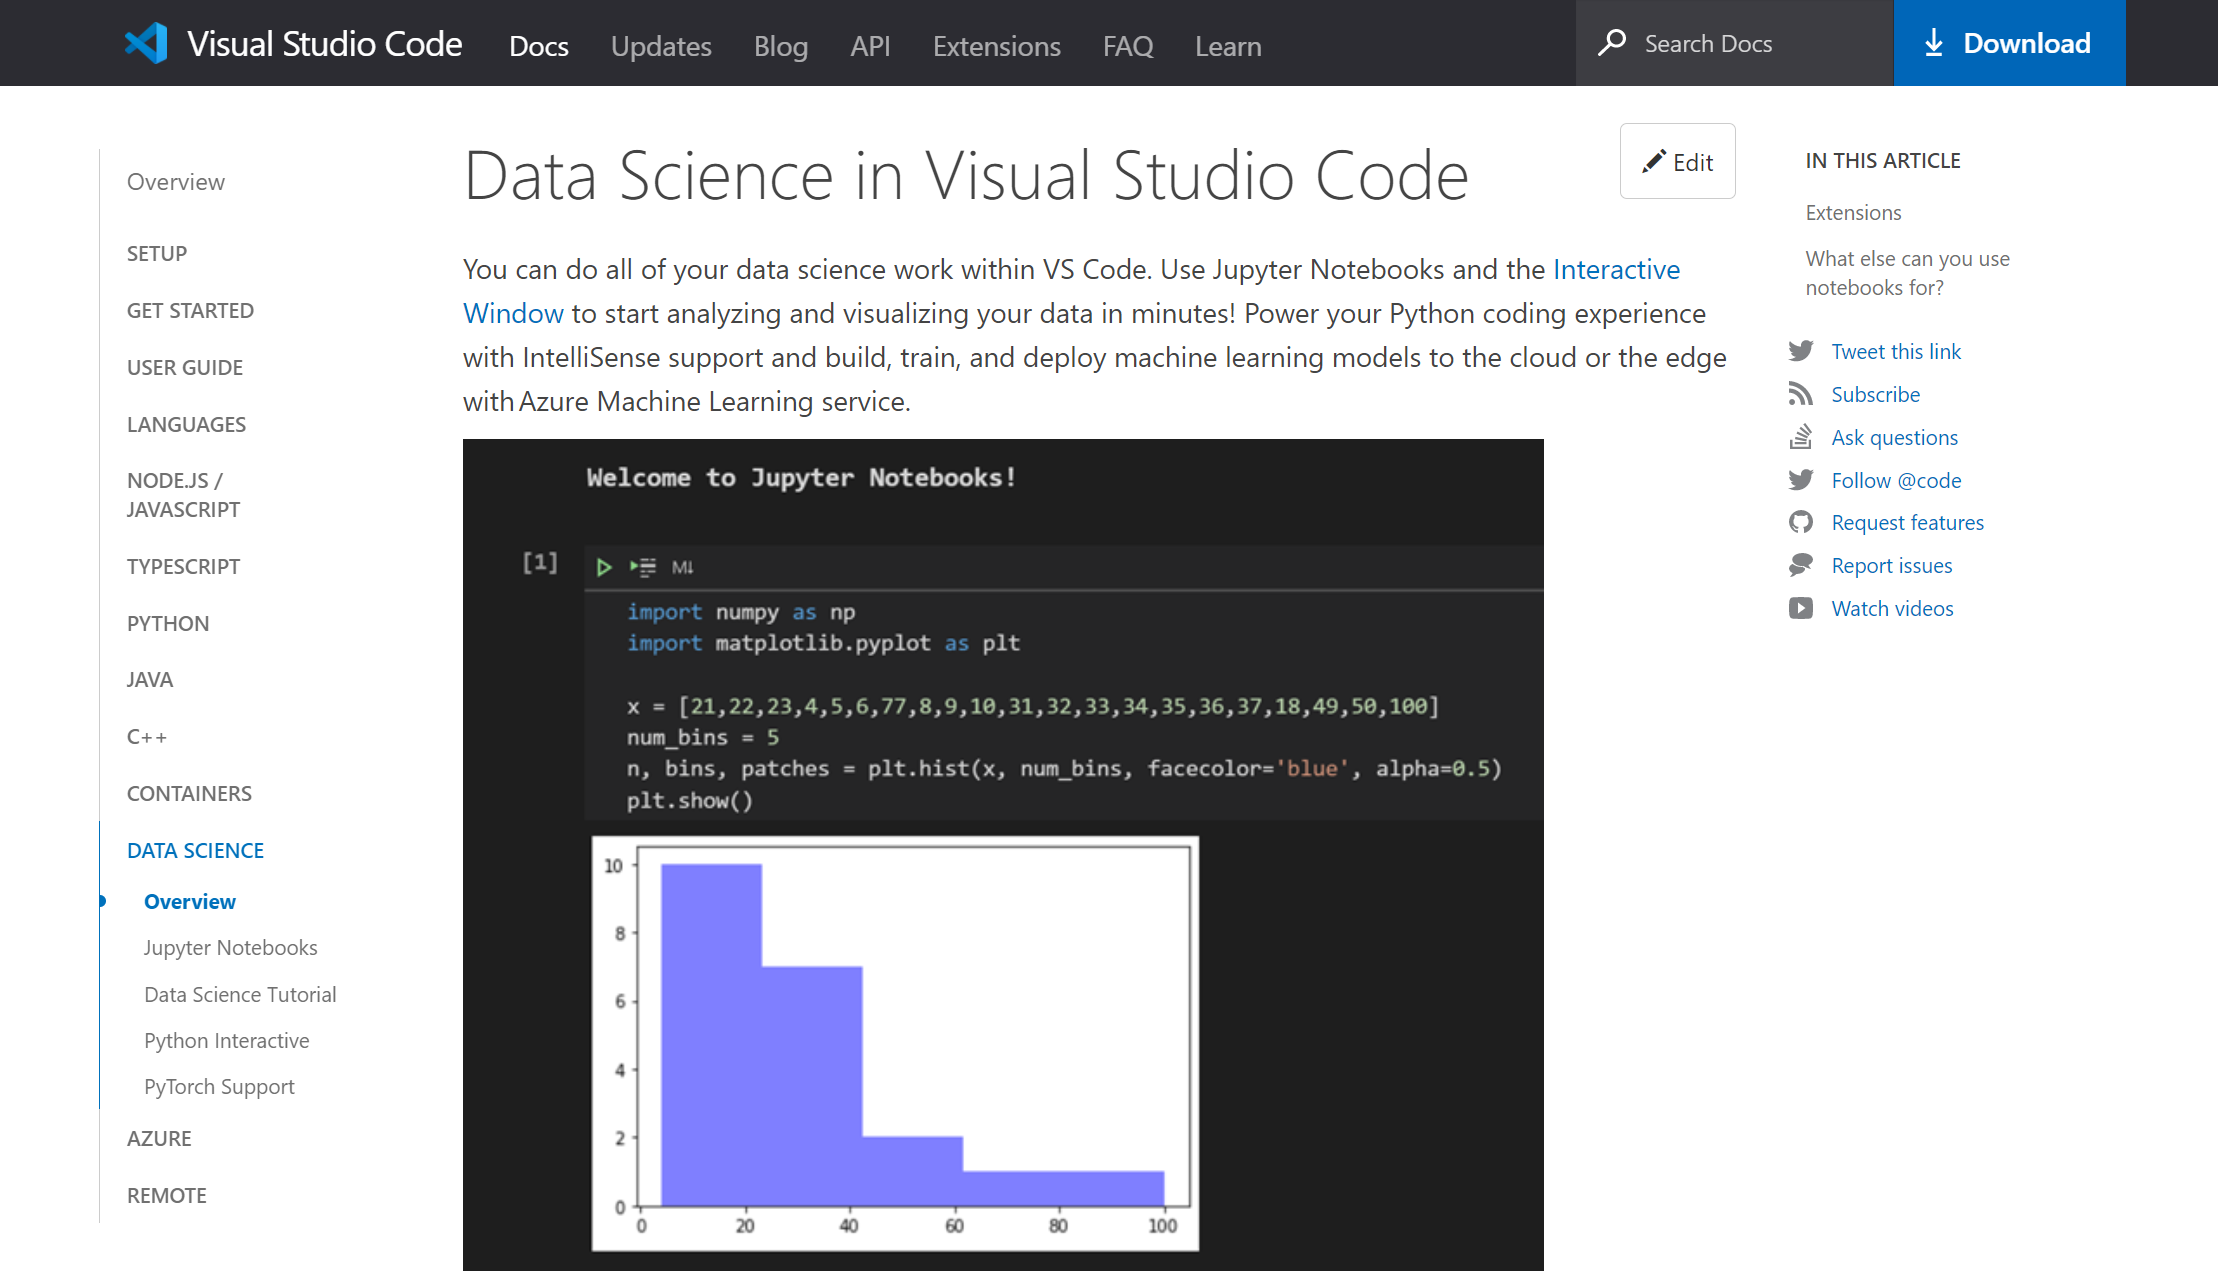 Visual Studio Code
Docs
Updates
Blog
API
Extensions
FAQ
Learn
Search Docs
Download
Overview
SETUP
GET STARTED
USER GUIDE
LANGUAGES
NODE.JS /
JAVASCRIPT
TYPESCRIPT
PYTHON
JAVA
C++
CONTAINERS
DATA SCIENCE
Overview
Jupyter Notebooks
Data Science Tutorial
Python Interactive
PyTorch Support
AZURE
REMOTE
Data Science in Visual Studio Code
Edit
You can do all of your data science work within VS Code. Use Jupyter Notebooks and the Interactive
Window to start analyzing and visualizing your data in minutes! Power your Python coding experience
with IntelliSense support and build, train, and deploy machine learning models to the cloud or the edge
with Azure Machine Learning service.
Welcome to Jupyter Notebooks!
[1]
M↓
import numpy as np
import matplotlib.pyplot as plt
x = [21,22,23,4,5,6,77,8,9,10,31,32,33,34,35,36,37,18,49,50,100]
num_bins = 5
n, bins, patches = plt.hist(x, num_bins, facecolor='blue', alpha=0.5)
plt.show()
10
8
6
4
2
0
0 20 40 60 80 100
IN THIS ARTICLE
Extensions
What else can you use
notebooks for?
Tweet this link
Subscribe
Ask questions
Follow @code
Request features
Report issues
Watch videos